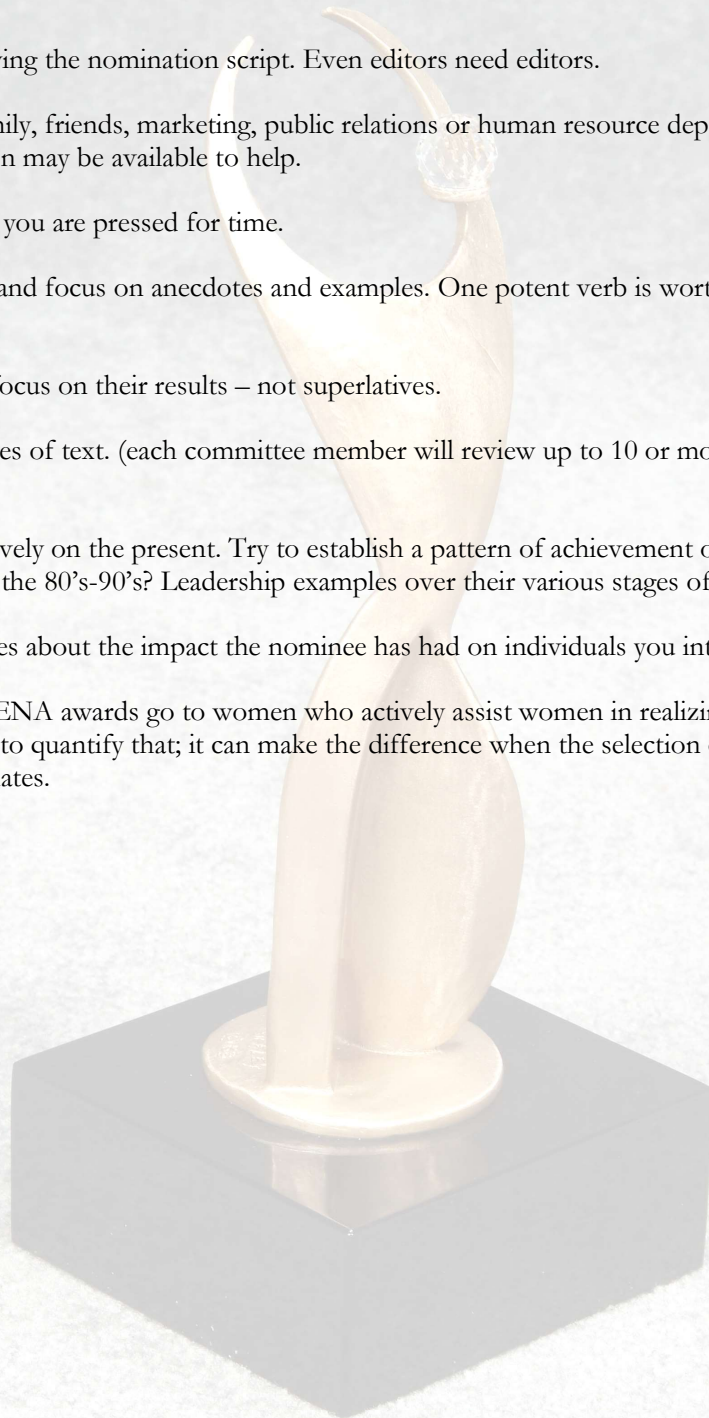 ing the nomination script. Even editors need editors.
ily, friends, marketing, public relations or human resource dep
n may be available to help.
you are pressed for time.
and focus on anecdotes and examples. One potent verb is wort
focus on their results – not superlatives.
es of text. (each committee member will review up to 10 or mo
vely on the present. Try to establish a pattern of achievement o
the 80’s-90’s? Leadership examples over their various stages of
es about the impact the nominee has had on individuals you int
ENA awards go to women who actively assist women in realizin
to quantify that; it can make the difference when the selection
ates.